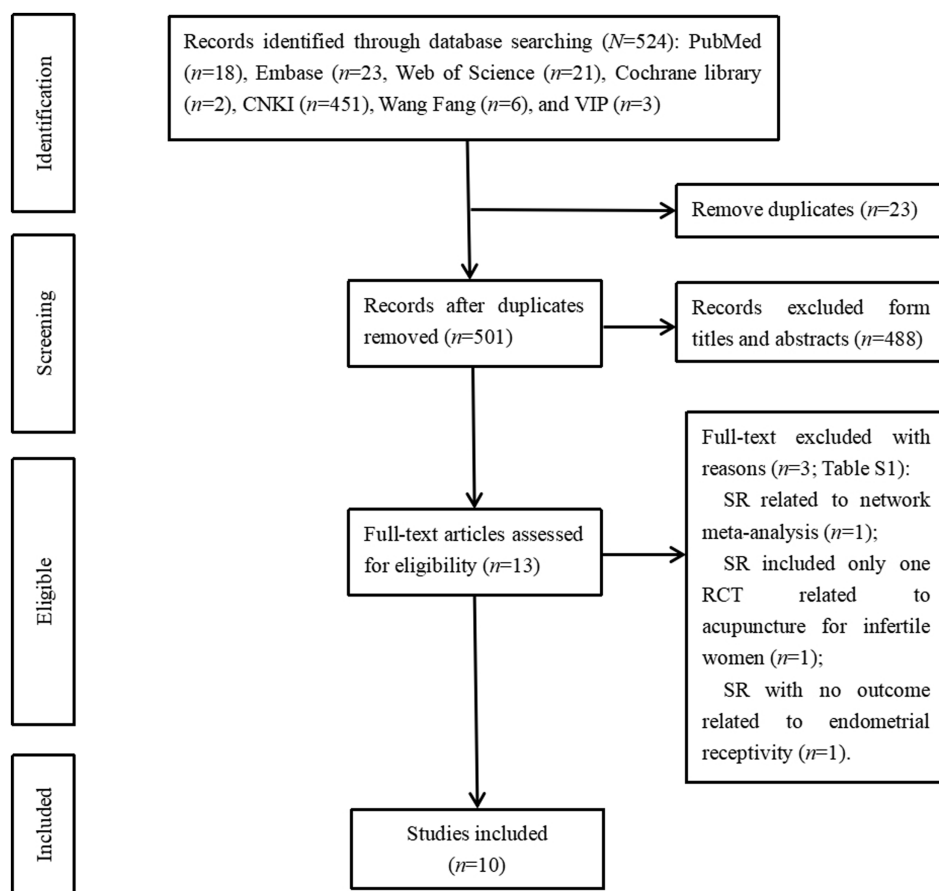 Identification
Records identified through database searching (N=524): PubMed
(n=18), Embase (n=23, Web of Science (n=21), Cochrane library
(n=2), CNKI (n=451), Wang Fang (n=6), and VIP (n=3)
Remove duplicates (n=23)
Screening
Records after duplicates
removed (n=501)
Records excluded form
titles and abstracts (n=488)
Eligible
Full-text articles assessed
for eligibility (n=13)
Full-text excluded with
reasons (n=3; Table S1):
SR related to network
meta-analysis (n=1);
SR included only one
RCT related to
acupuncture for infertile
women (n=1);
SR with no outcome
related to endometrial
receptivity (n=1).
Included
Studies included
(n=10)